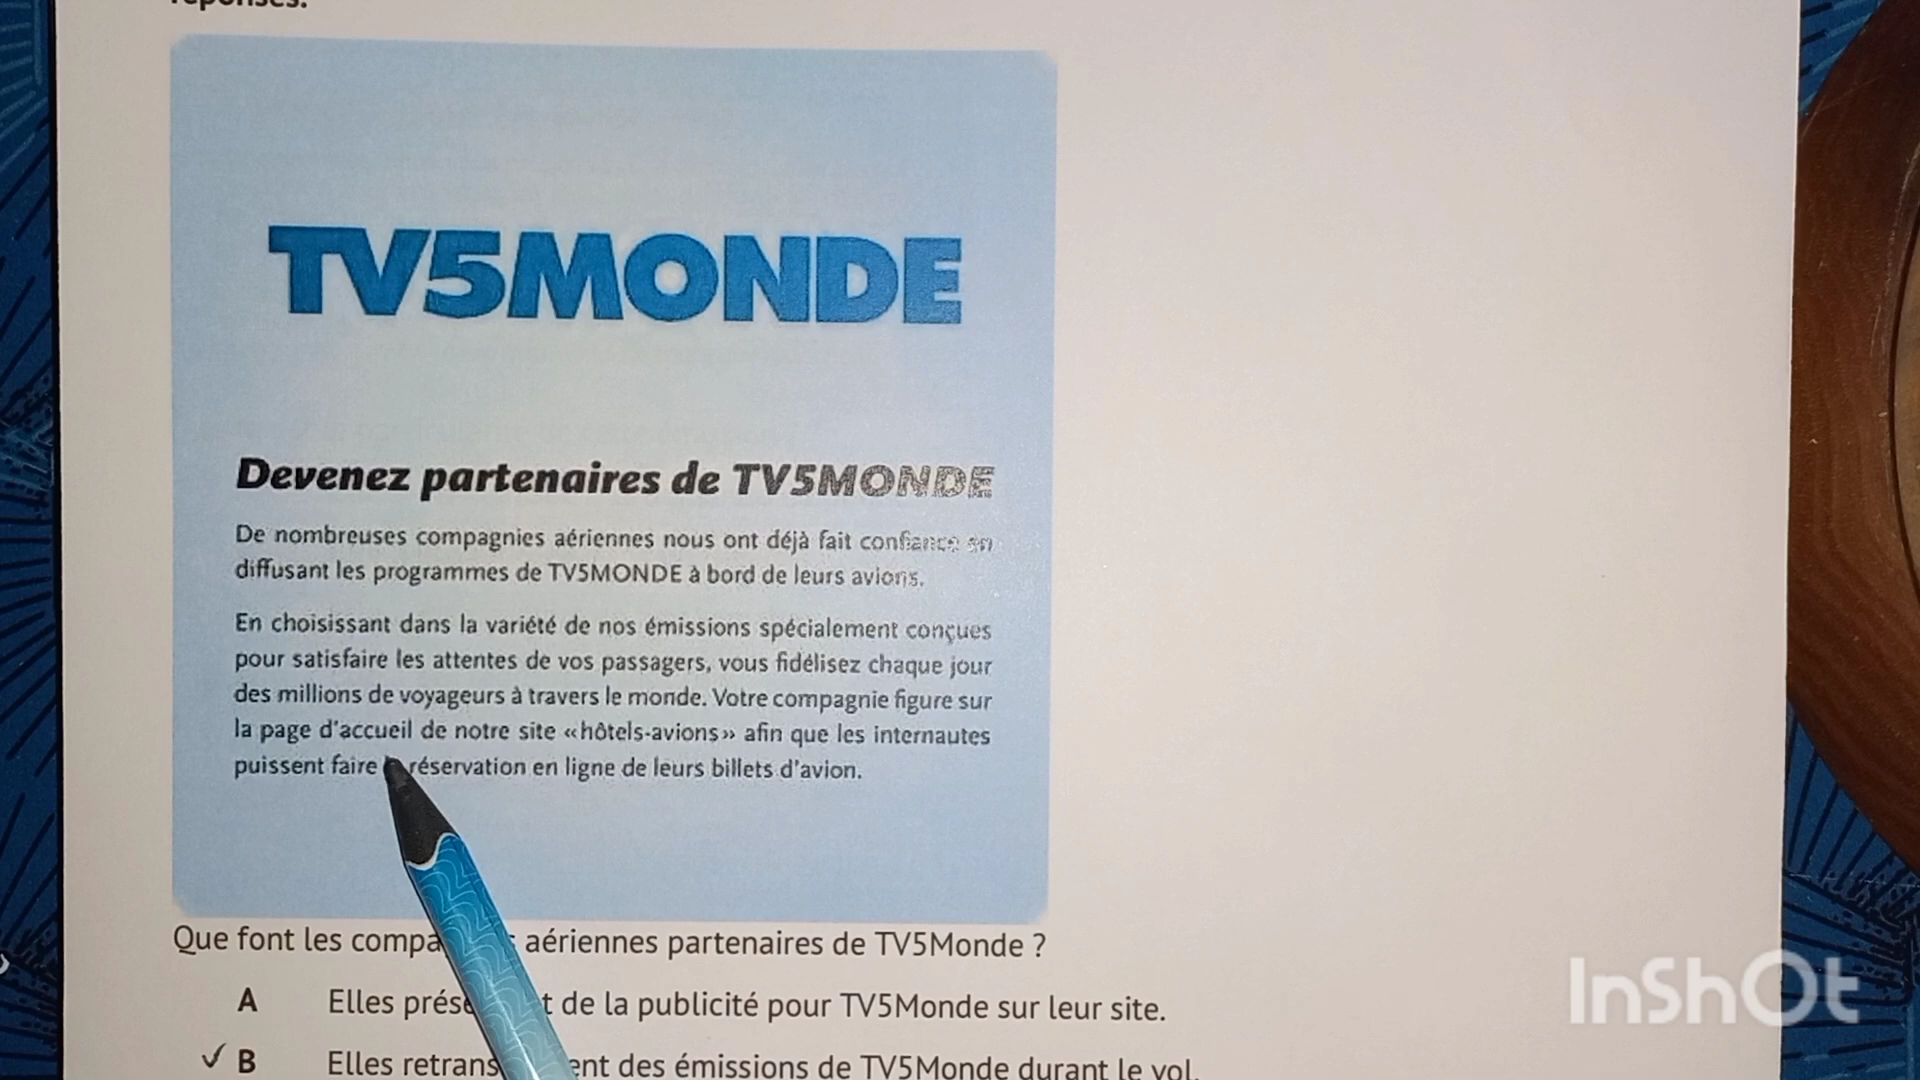 réponses.
TV5MONDE
Devenez partenaires de TV5MONDE
De nombreuses compagnies aériennes nous ont déjà fait confiance en
diffusant les programmes de TV5MONDE à bord de leurs avions.
En choisissant dans la variété de nos émissions spécialement conçues
pour satisfaire les attentes de vos passagers, vous fidélisez chaque jour
des millions de voyageurs à travers le monde. Votre compagnie figure sur
la page d'accueil de notre site «hôtels-avions» afin que les internautes
puissent faire réservation en ligne de leurs billets d'avion.
Que font les aériennes partenaires de TV5Monde ?
A Elles de la publicité pour TV5Monde sur leur site.
✓ B Elles des émissions de TV5Monde durant le vol.
InShOt